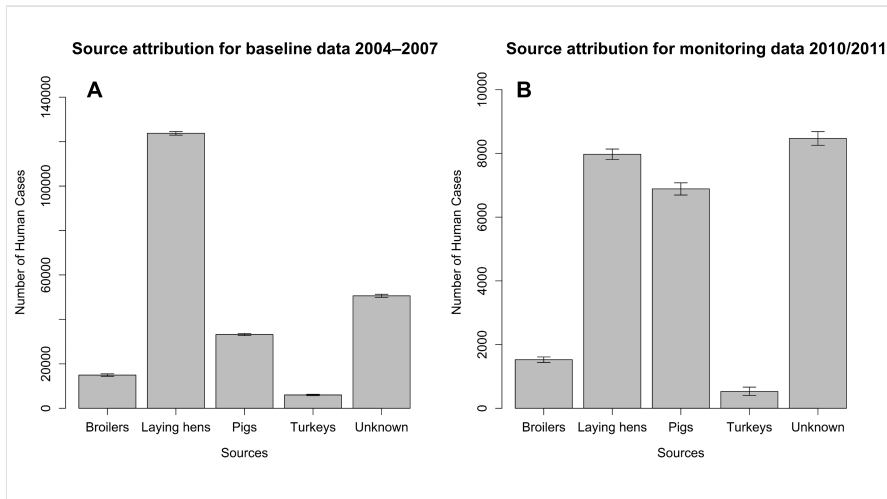 Source attribution for baseline data 2004–2007
A
Number of Human Cases
140000
100000
60000
20000
0
Broilers Laying hens Pigs Turkeys Unknown
Sources
Source attribution for monitoring data 2010/2011
B
Number of Human Cases
10000
8000
6000
4000
2000
0
Broilers Laying hens Pigs Turkeys Unknown
Sources